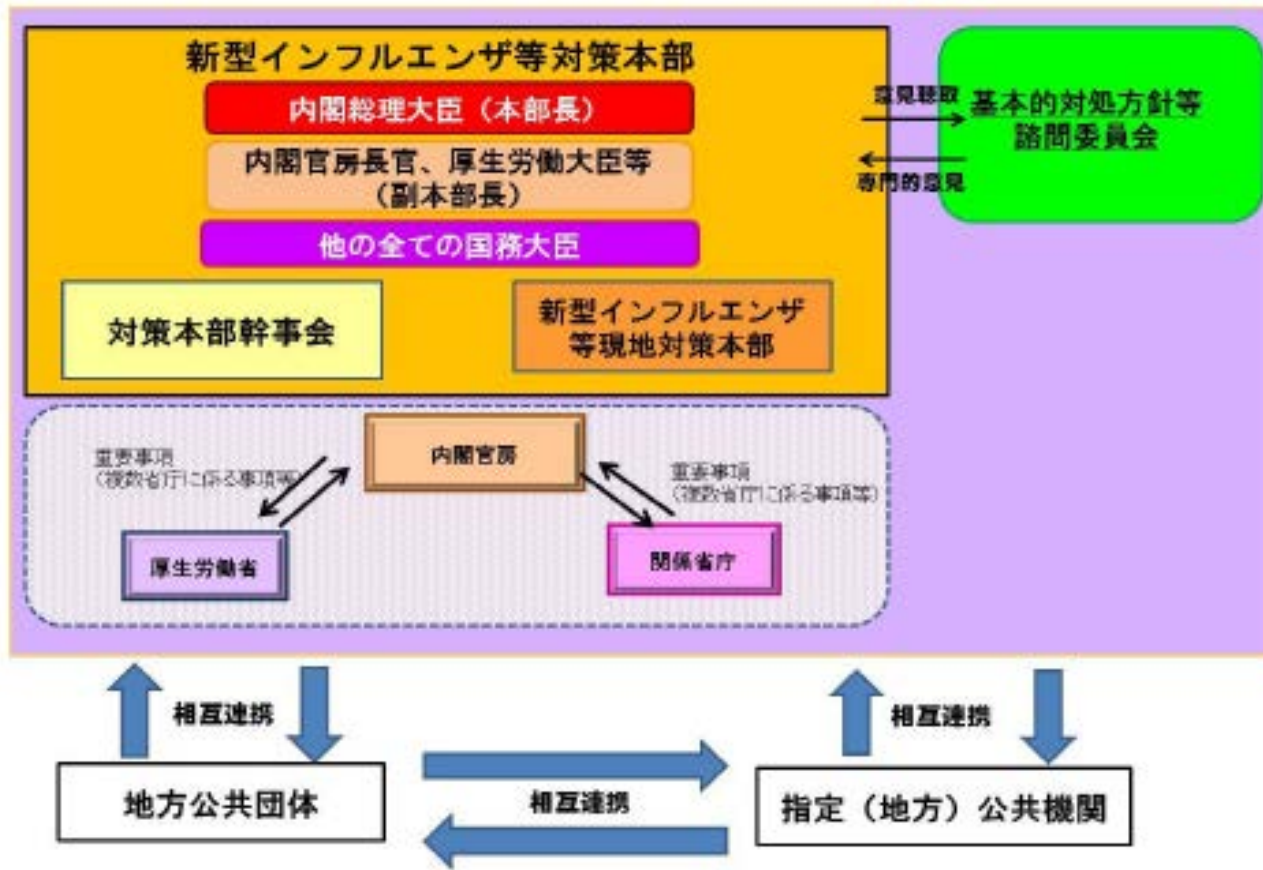 新型インフルエンザ等対策本部
内閣総理大臣（本部長）
内閣官房長官、厚生労働大臣等
（副本部長）
他の全ての国務大臣
対策本部幹事会
新型インフルエンザ
等現地対策本部
意見聴取
専門的意見
基本的対処方針等
諮問委員会
内閣官房
重要事項
（複数省庁に係る事項等）
重要事項
（複数省庁に係る事項等）
厚生労働省
関係省庁
相互連携
相互連携
地方公共団体
相互連携
指定（地方）公共機関